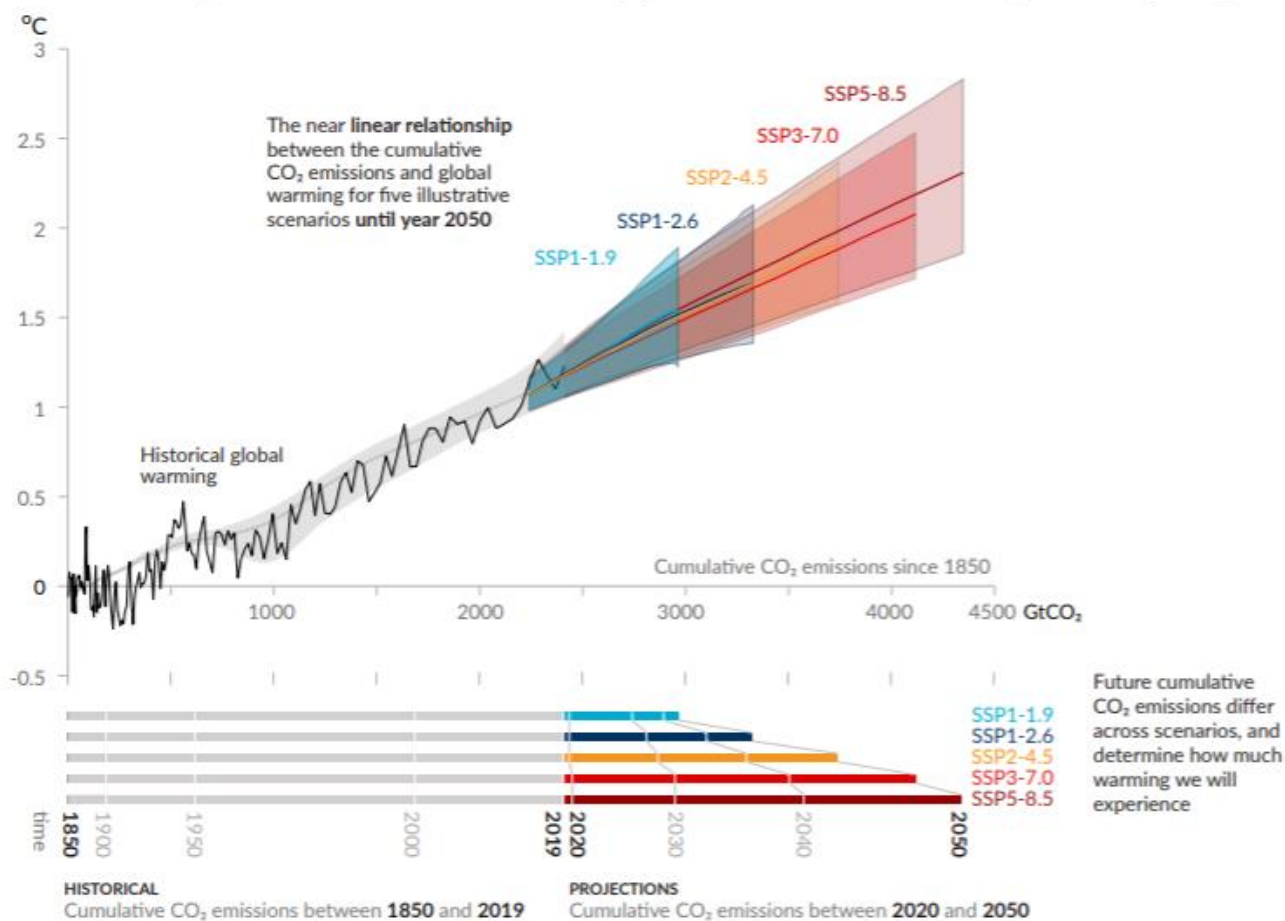 °C
3
SSP5-8.5
The near linear relationship
between the cumulative
CO₂ emissions and global
warming for five illustrative
scenarios until year 2050
2.5
SSP3-7.0
SSP2-4.5
SSP1-2.6
2
SSP1-1.9
1.5
1
Historical global
warming
0.5
Cumulative CO₂ emissions since 1850
0
1000
2000
3000
4000
4500 GtCO₂
-0.5
SSP1-1.9
SSP1-2.6
SSP2-4.5
SSP3-7.0
SSP5-8.5
Future cumulative
CO₂ emissions differ
across scenarios, and
determine how much
warming we will
experience
time
1850
1900
1950
2000
2019
2020
2030
2040
2050
HISTORICAL
Cumulative CO₂ emissions between 1850 and 2019
PROJECTIONS
Cumulative CO₂ emissions between 2020 and 2050